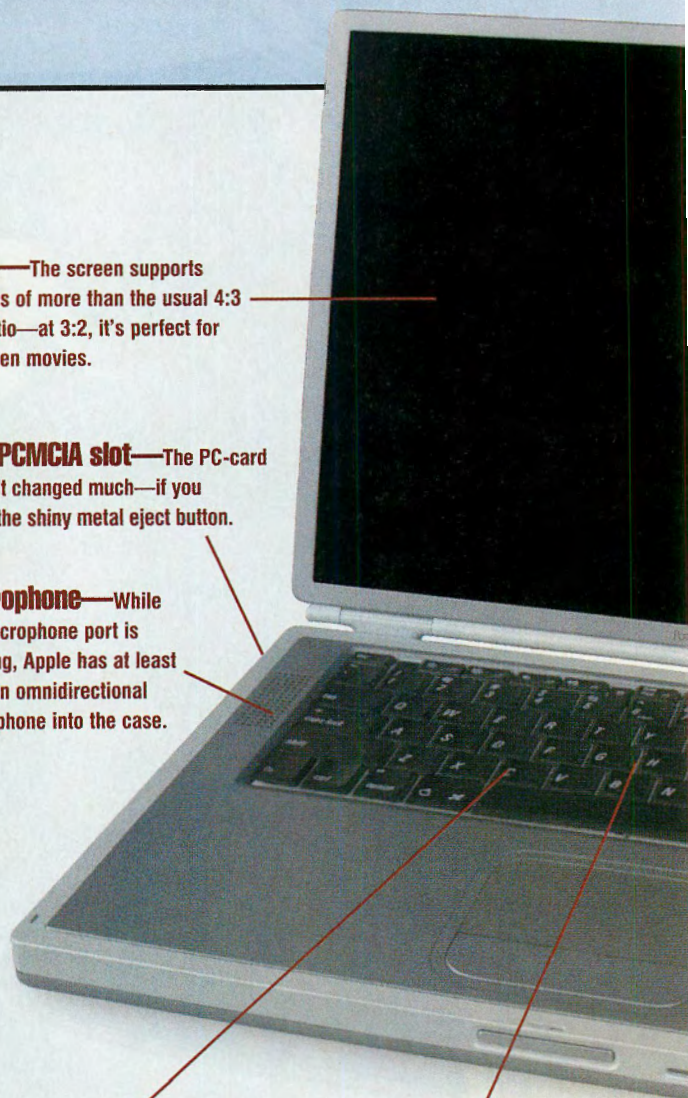 —The screen supports
s of more than the usual 4:3
tio—at 3:2, it's perfect for
en movies.
PCMCIA slot—The PC-card
t changed much—if you
the shiny metal eject button.
ophone—While
crophone port is
ng, Apple has at least
n omnidirectional
phone into the case.
Q W E R T Y
A S D F G H
Z X C V B N